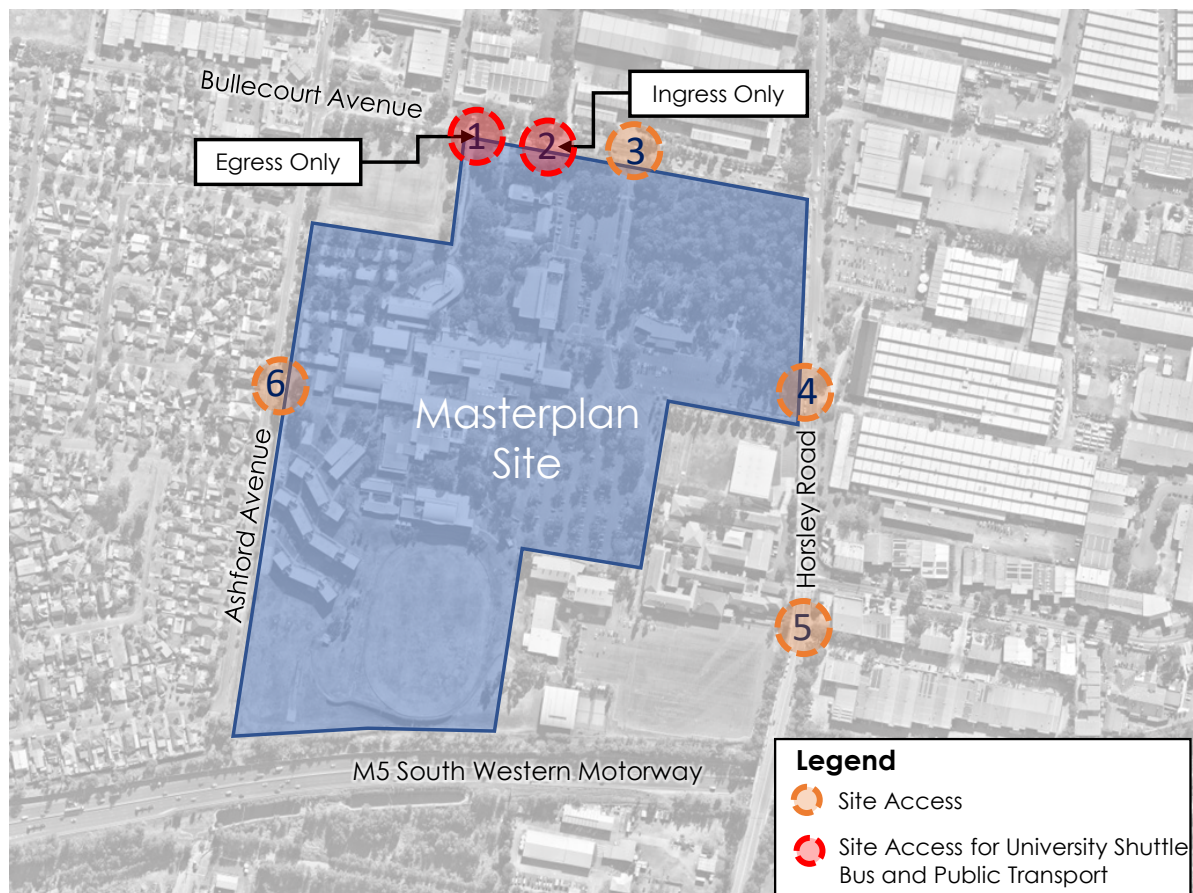 Bullecourt Avenue
Ingress Only
Egress Only
1
2
3
6
4
Masterplan
Site
Ashford Avenue
Horsley Road
5
M5 South Western Motorway
Legend
Site Access
Site Access for University Shuttle
Bus and Public Transport